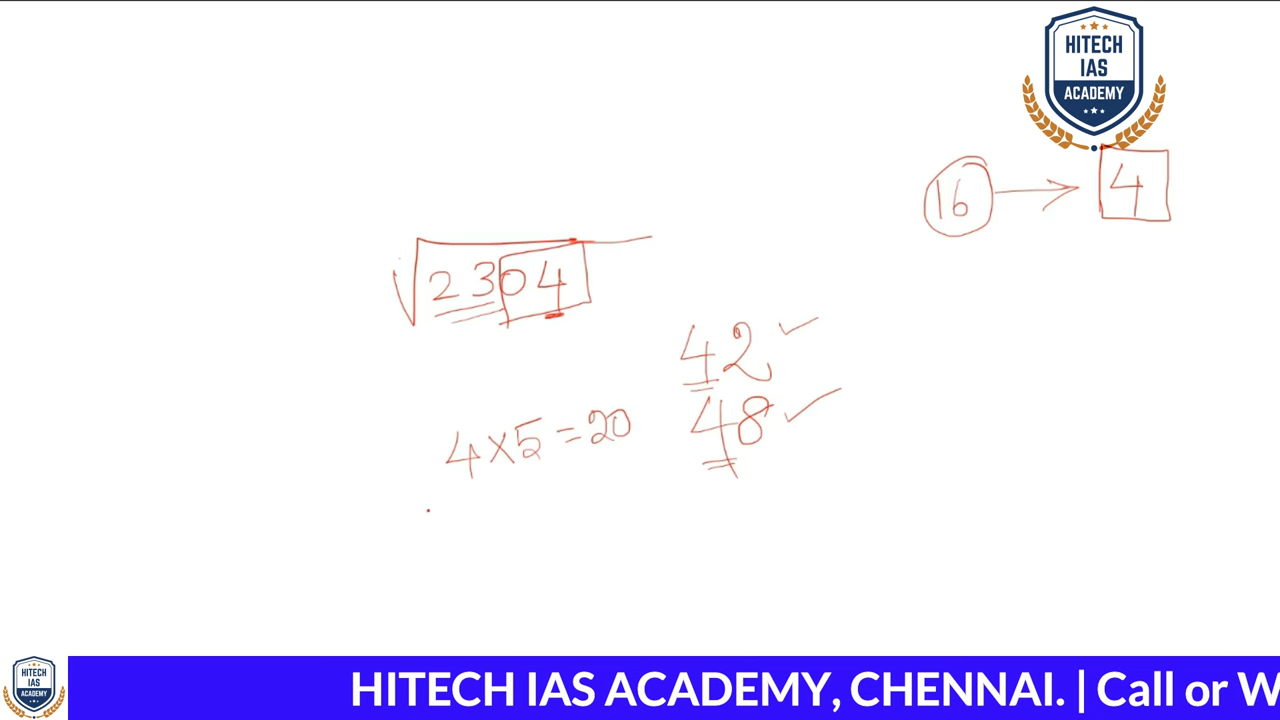 HITECH
IAS
ACADEMY
16 → 4
√2304
42 ✓
4×5=20
48 ✓
HITECH
IAS
ACADEMY
HITECH IAS ACADEMY, CHENNAI. | Call or W